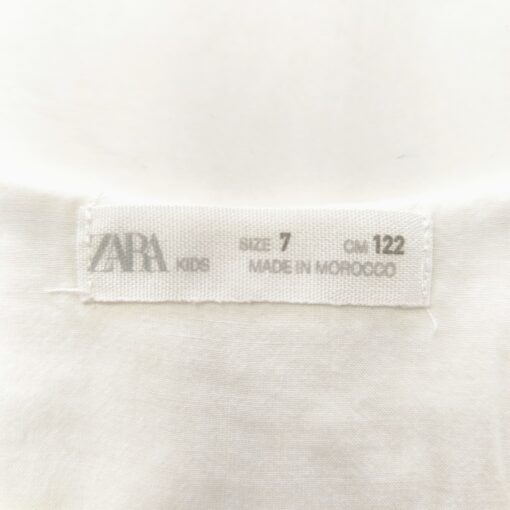 ZARA KIDS SIZE 7 CM 122
MADE IN MOROCCO